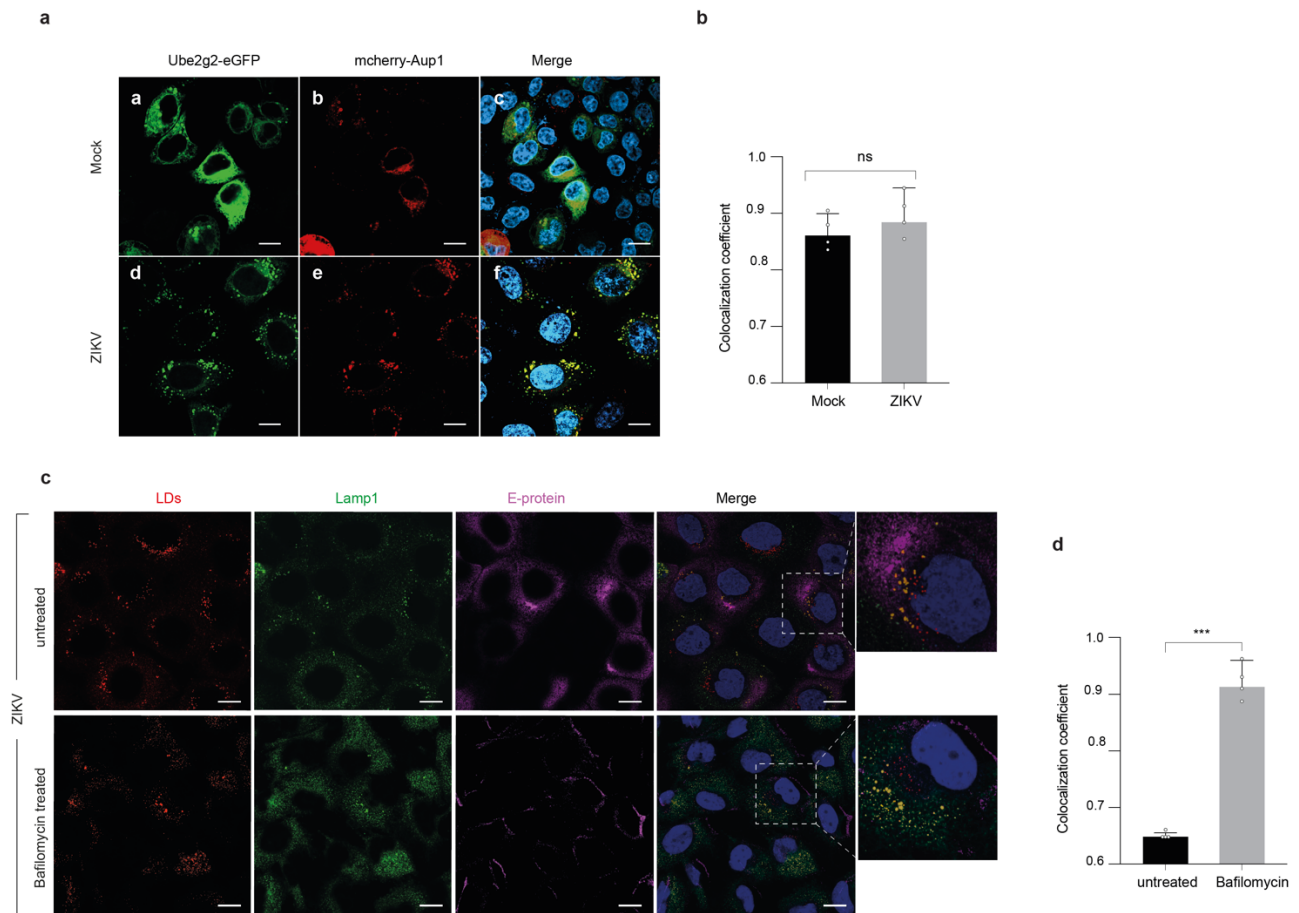 a
Ube2g2-eGFP mcherry-Aup1 Merge
Mock
a b c
ZIKV
d e f
b
Colocalization coefficient
1.0
0.9
0.8
0.7
0.6
ns
Mock ZIKV
c
LDs Lamp1 E-protein Merge
ZIKV
untreated
Bafilomycin treated
d
Colocalization coefficient
1.0
0.9
0.8
0.7
0.6
***
untreated Bafilomycin